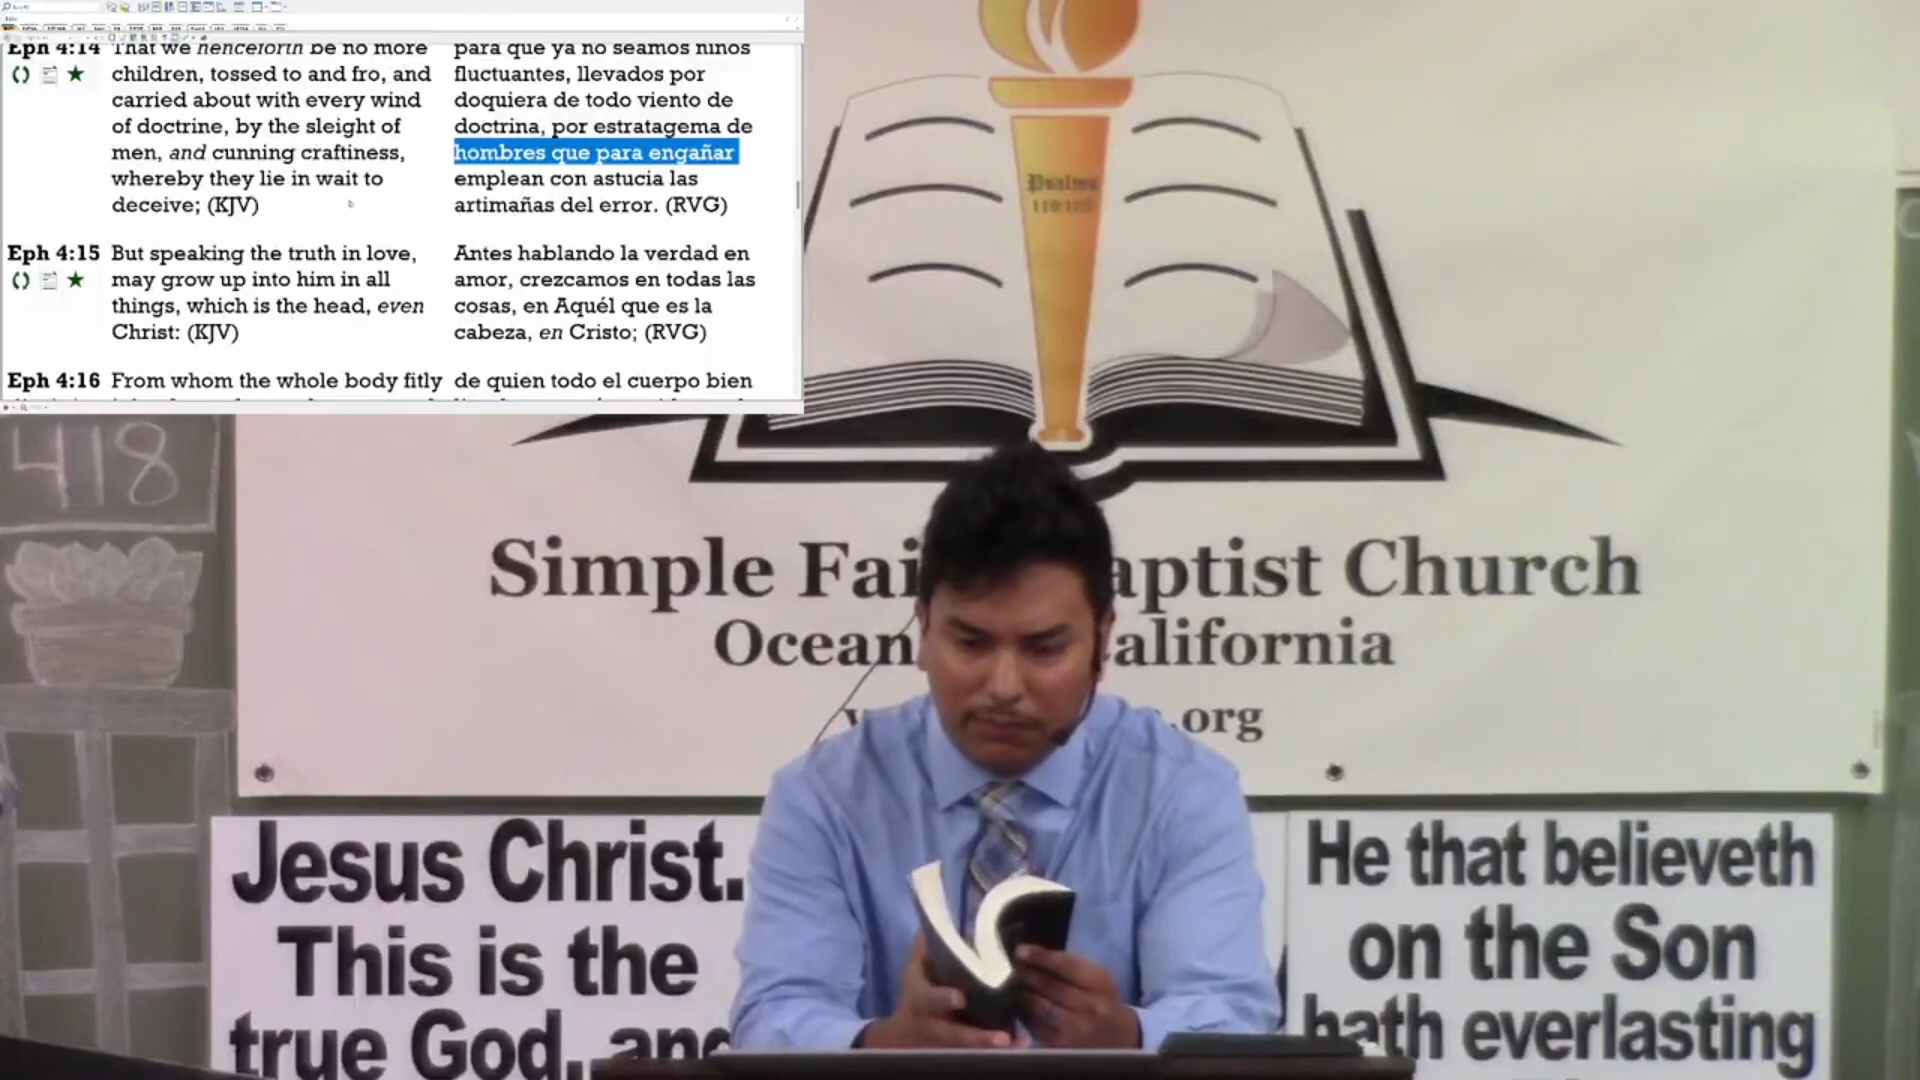 Eph 4:14 That we henceforth be no more
children, tossed to and fro, and
carried about with every wind
of doctrine, by the sleight of
men, and cunning craftiness,
whereby they lie in wait to
deceive; (KJV)
para que ya no seamos niños
fluctuantes, llevados por
doquiera de todo viento de
doctrina, por estratagema de
hombres que para engañar
emplean con astucia las
artimañas del error. (RVG)
Eph 4:15 But speaking the truth in love,
may grow up into him in all
things, which is the head, even
Christ: (KJV)
Antes hablando la verdad en
amor, crezcamos en todas las
cosas, en Aquél que es la
cabeza, en Cristo; (RVG)
Eph 4:16 From whom the whole body fitly
de quien todo el cuerpo bien
418
Psalms
119:105
Simple Fai aptist Church
Ocean alifornia
.org
Jesus Christ.
This is the
true God, and
He that believeth
on the Son
hath everlasting